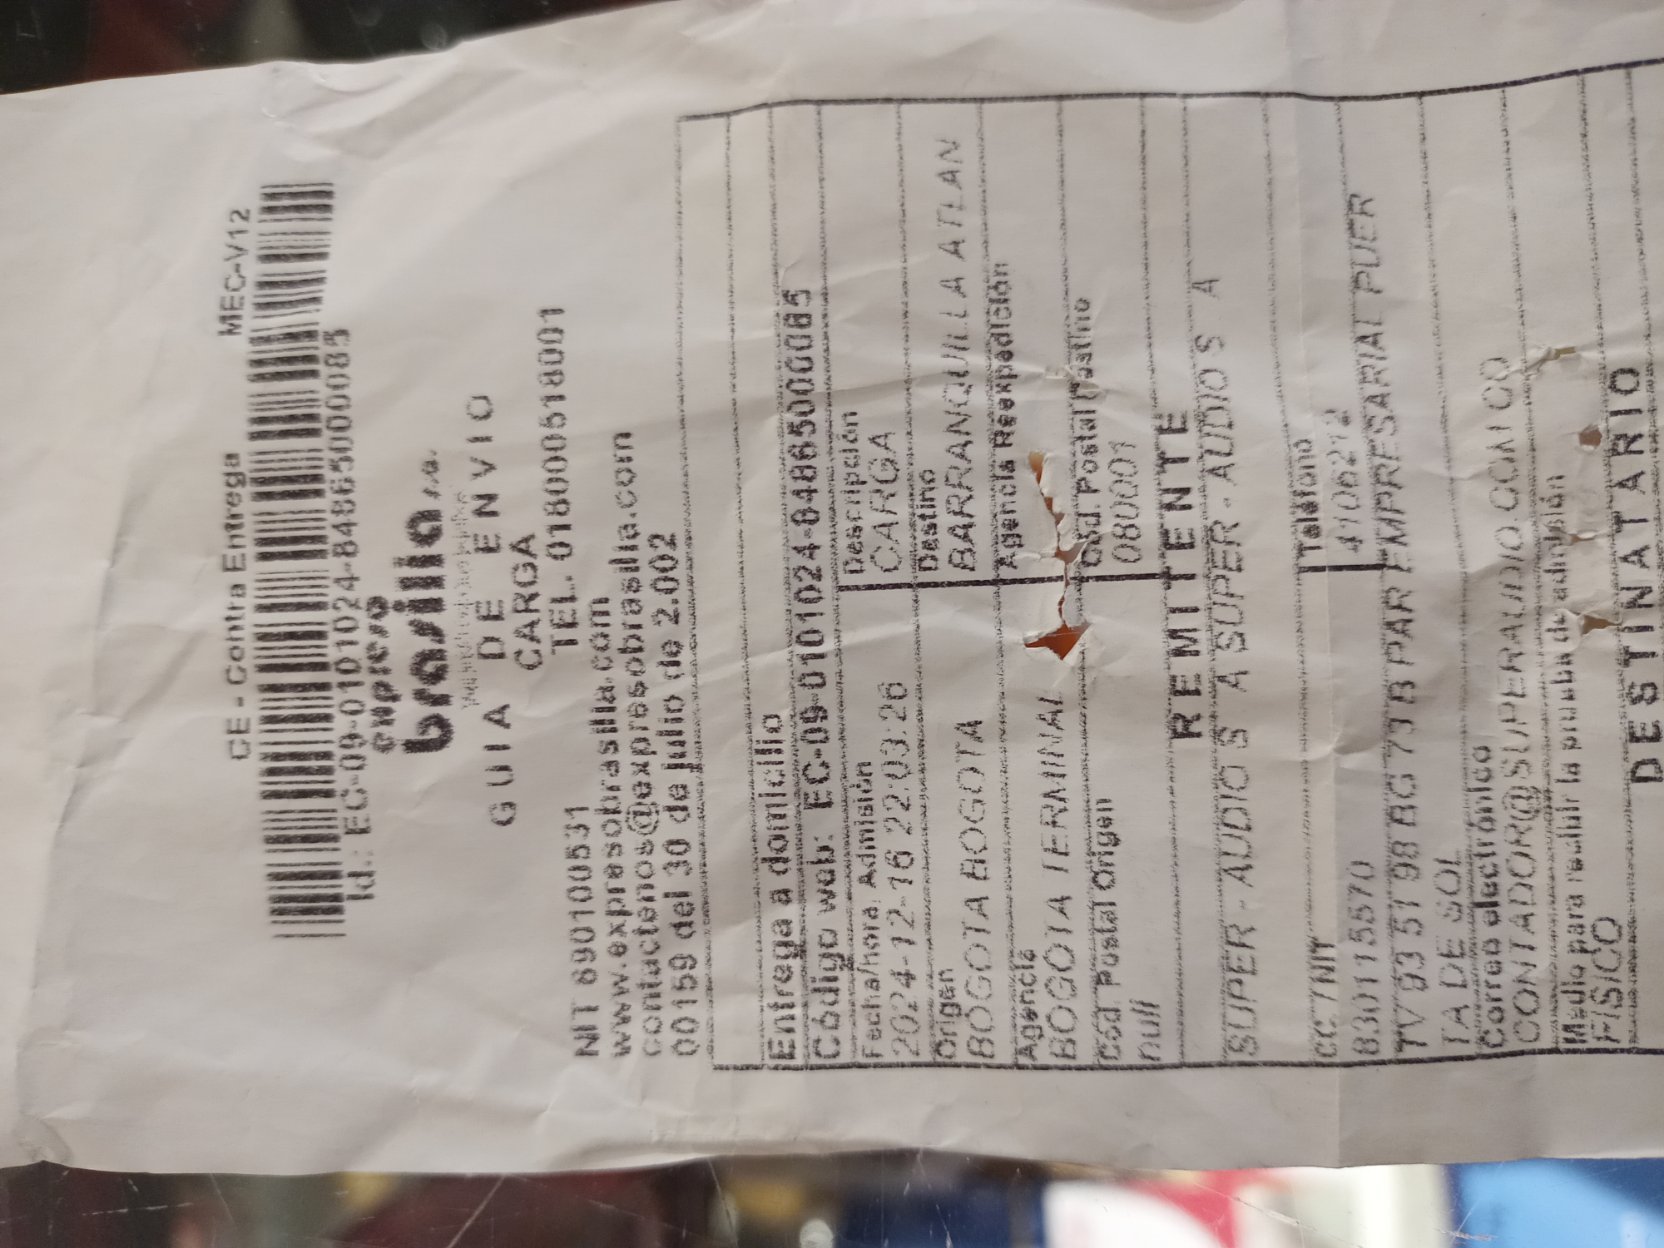 CE - Contra Entrega MEC-V12
Id.: EC-09-0101024-84865000085
expreso
brasilia s.a.
GUIA DE ENVIO
CARGA
TEL. 018000518001
NIT 890100531
www.expresobrasilia.com
contactenos@expresobrasilia.com
00159 del 30 de julio de 2.002
Entrega a domicilio
Código web: EC-09-0101024-84865000085
Fecha/hora Admisión Descripción
2024-12-16 22:03:26 CARGA
Origen Destino
BOGOTA BOGOTA BARRANQUILLA ATLAN
Agencia Agencia Reexpedición
BOGOTA TERMINAL
Cód. Postal Origen Cód. Postal Destino
null 080001
REMITENTE
SUPER - AUDIO S A SUPER - AUDIO S A
CC / NIT Teléfono
830115570 4106272
TV 93 51 98 BG 73 B PAR EMPRESARIAL PUER
TA DE SOL
Correo electrónico
CONTADOR@SUPERAUDIO.COM CO
Medio para recibir la prueba de admisión
FISICO
DESTINATARIO